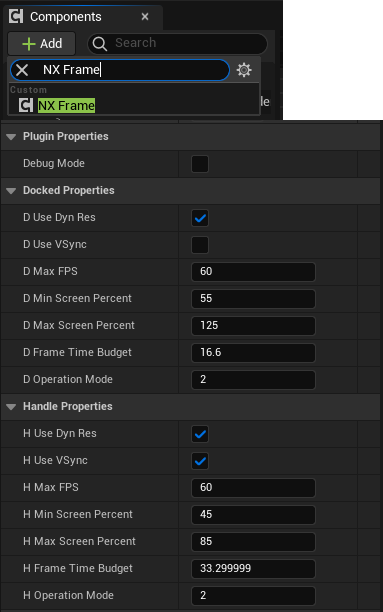 Components ×
+ Add Search
NX Frame
Custom
NX Frame
Plugin Properties
Debug Mode
Docked Properties
D Use Dyn Res
D Use VSync
D Max FPS 60
D Min Screen Percent 55
D Max Screen Percent 125
D Frame Time Budget 16.6
D Operation Mode 2
Handle Properties
H Use Dyn Res
H Use VSync
H Max FPS 60
H Min Screen Percent 45
H Max Screen Percent 85
H Frame Time Budget 33.299999
H Operation Mode 2